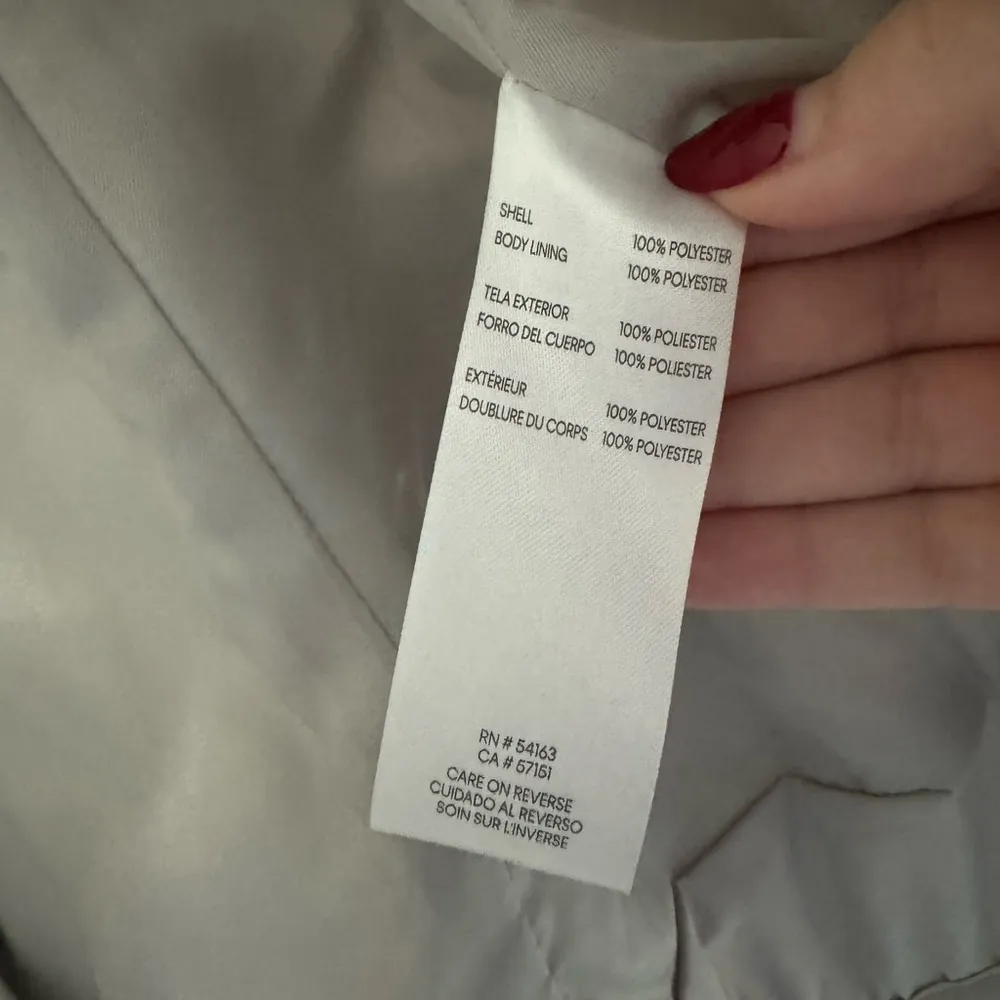 SHELL 100% POLYESTER
BODY LINING 100% POLYESTER
TELA EXTERIOR 100% POLIESTER
FORRO DEL CUERPO 100% POLIESTER
EXTÉRIEUR 100% POLYESTER
DOUBLURE DU CORPS 100% POLYESTER
RN # 54163
CA # 57151
CARE ON REVERSE
CUIDADO AL REVERSO
SOIN SUR L'INVERSE